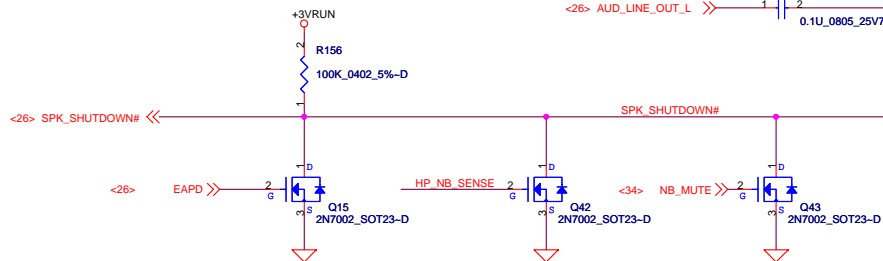 <26> AUD_LINE_OUT_L
1 2
0.1U_0805_25V7
+3VRUN
2
R156
100K_0402_5%~D
1
<26> SPK_SHUTDOWN#
SPK_SHUTDOWN#
<26> EAPD
2
G
1
D
3
S
Q15
2N7002_SOT23~D
HP_NB_SENSE
2
G
1
D
3
S
Q42
2N7002_SOT23~D
<34> NB_MUTE
2
G
1
D
3
S
Q43
2N7002_SOT23~D